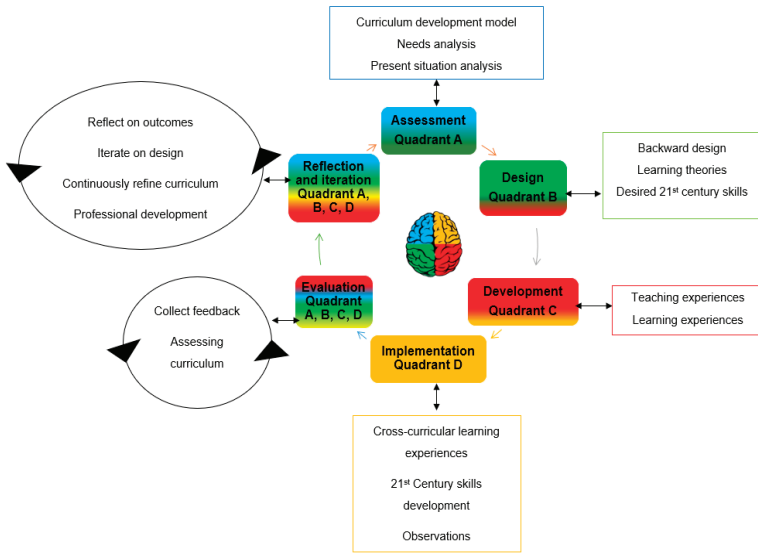 Curriculum development model
Needs analysis
Present situation analysis
Assessment
Quadrant A
Reflect on outcomes
Iterate on design
Continuously refine curriculum
Professional development
Reflection
and iteration
Quadrant A,
B, C, D
Design
Quadrant B
Backward design
Learning theories
Desired 21st century skills
Evaluation
Quadrant
A, B, C, D
Development
Quadrant C
Teaching experiences
Learning experiences
Collect feedback
Assessing
curriculum
Implementation
Quadrant D
Cross-curricular learning
experiences
21st Century skills
development
Observations